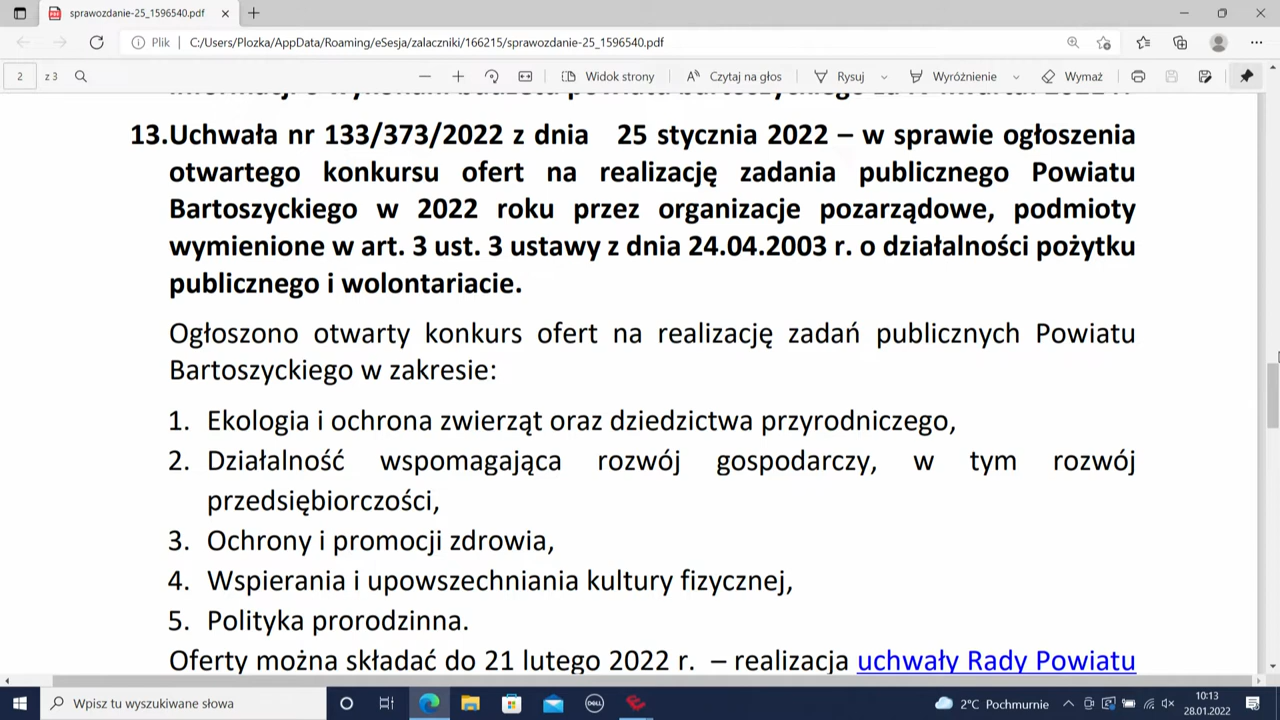 sprawozdanie-25_1596540.pdf
Plik C:/Users/Plozka/AppData/Roaming/eSesja/zalaczniki/166215/sprawozdanie-25_1596540.pdf
2 z 3 Widok strony Czytaj na głos Rysuj Wyróżnienie Wymaż
13. Uchwała nr 133/373/2022 z dnia 25 stycznia 2022 – w sprawie ogłoszenia
otwartego konkursu ofert na realizację zadania publicznego Powiatu
Bartoszyckiego w 2022 roku przez organizacje pozarządowe, podmioty
wymienione w art. 3 ust. 3 ustawy z dnia 24.04.2003 r. o działalności pożytku
publicznego i wolontariacie.
Ogłoszono otwarty konkurs ofert na realizację zadań publicznych Powiatu
Bartoszyckiego w zakresie:
1. Ekologia i ochrona zwierząt oraz dziedzictwa przyrodniczego,
2. Działalność wspomagająca rozwój gospodarczy, w tym rozwój
przedsiębiorczości,
3. Ochrony i promocji zdrowia,
4. Wspierania i upowszechniania kultury fizycznej,
5. Polityka prorodzinna.
Oferty można składać do 21 lutego 2022 r. – realizacja uchwały Rady Powiatu
Wpisz tu wyszukiwane słowa DELL 2°C Pochmurnie 10:13
28.01.2022